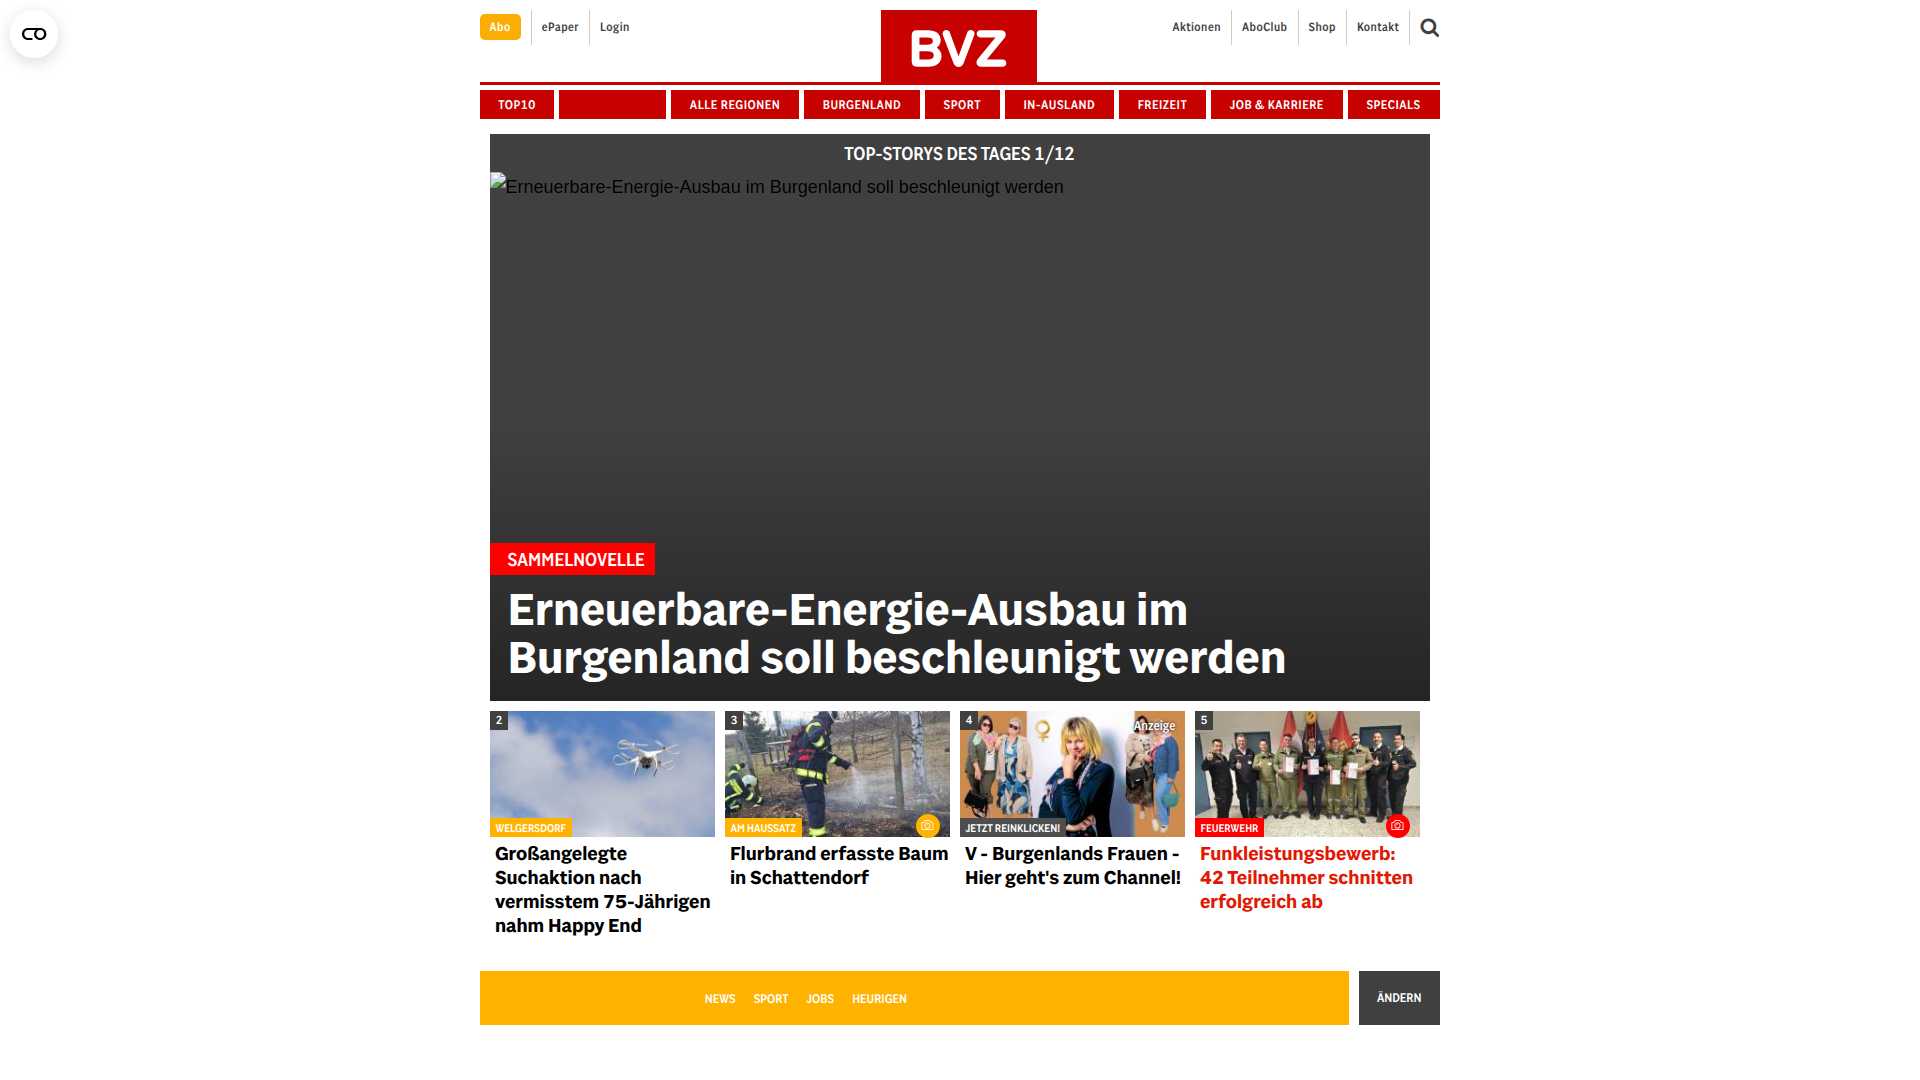 Abo
ePaper
Login
BVZ
Aktionen
AboClub
Shop
Kontakt
TOP10
ALLE REGIONEN
BURGENLAND
SPORT
IN-AUSLAND
FREIZEIT
JOB & KARRIERE
SPECIALS
TOP-STORYS DES TAGES 1/12
Erneuerbare-Energie-Ausbau im Burgenland soll beschleunigt werden
SAMMELNOVELLE
Erneuerbare-Energie-Ausbau im
Burgenland soll beschleunigt werden
2
WELGERSDORF
Großangelegte
Suchaktion nach
vermisstem 75-Jährigen
nahm Happy End
3
AM HAUSSATZ
Flurbrand erfasste Baum
in Schattendorf
4
Anzeige
JETZT REINKLICKEN!
V - Burgenlands Frauen -
Hier geht's zum Channel!
5
FEUERWEHR
Funkleistungsbewerb:
42 Teilnehmer schnitten
erfolgreich ab
NEWS
SPORT
JOBS
HEURIGEN
ÄNDERN